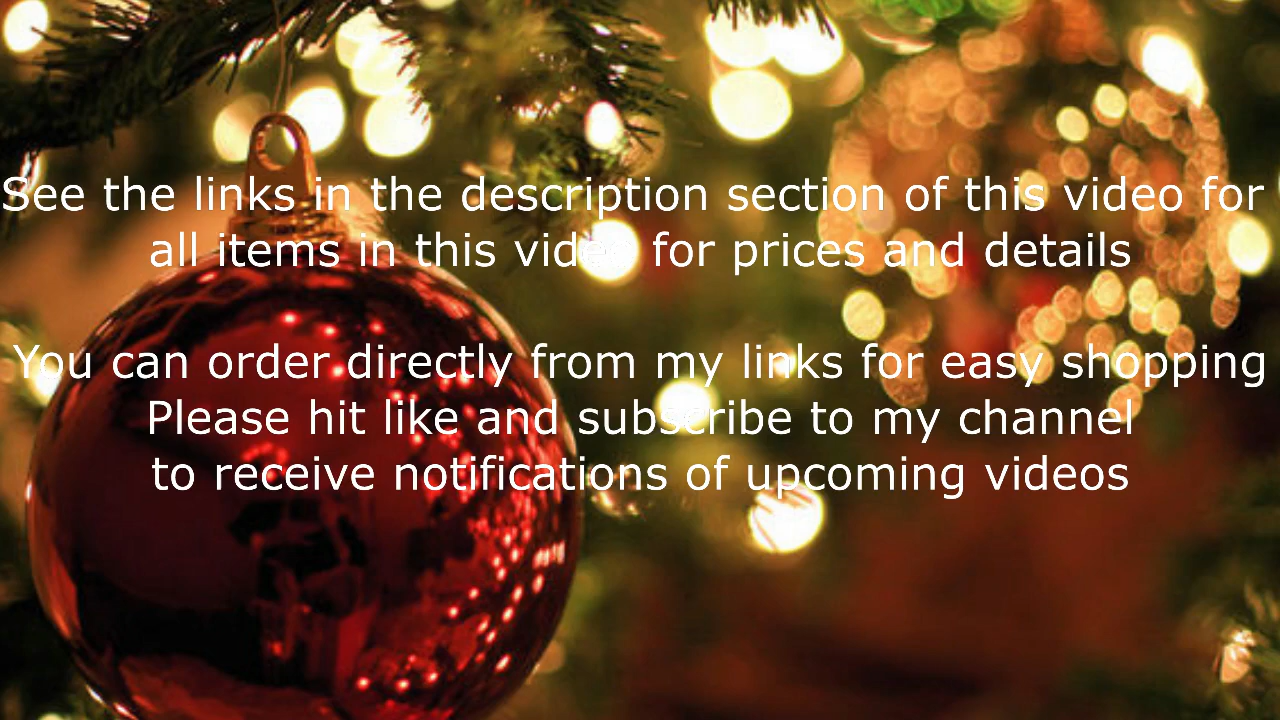 See the links in the description section of this video for
all items in this video for prices and details
You can order directly from my links for easy shopping
Please hit like and subscribe to my channel
to receive notifications of upcoming videos